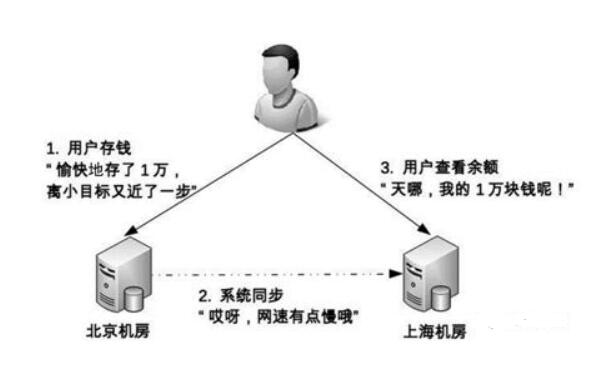 1. 用户存钱
“ 愉快地存了 1 万，
离小目标又近了一步”
3. 用户查看余额
“ 天哪，我的 1 万块钱呢！”
2. 系统同步
“ 哎呀，网速有点慢哦”
北京机房
上海机房